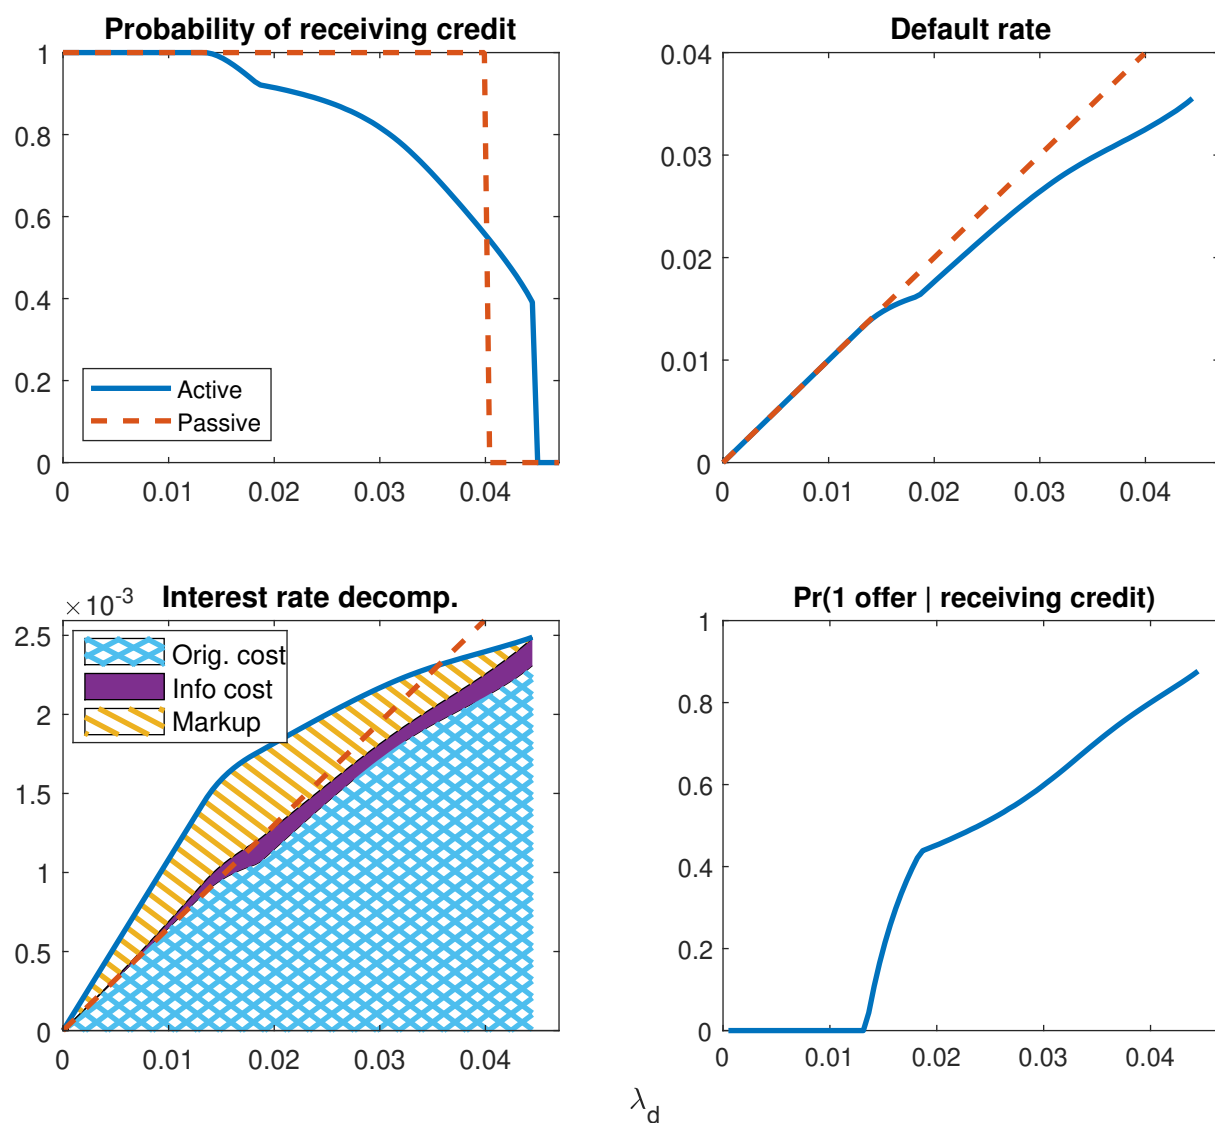 Probability of receiving credit
1
0.8
0.6
0.4
0.2
0
0 0.01 0.02 0.03 0.04
Active
Passive
Default rate
0.04
0.03
0.02
0.01
0
0 0.01 0.02 0.03 0.04
Interest rate decomp.
×10-3
2.5
2
1.5
1
0.5
0
0 0.01 0.02 0.03 0.04
Orig. cost
Info cost
Markup
Pr(1 offer | receiving credit)
1
0.8
0.6
0.4
0.2
0
0 0.01 0.02 0.03 0.04
λd